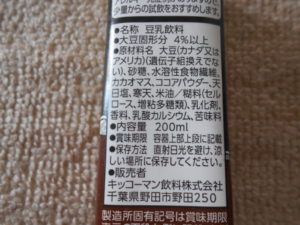 量からの試飲をおすすめします。
●名称 豆乳飲料
●大豆固形分 4%以上
●原材料名 大豆(カナダ又は
アメリカ)(遺伝子組換えでな
い)、砂糖、水溶性食物繊維、
カカオマス、ココアパウダー、天
日塩、寒天、米油/糊料(セル
ロース、増粘多糖類)、乳化剤、
香料、乳酸カルシウム、苦味料
●内容量 200ml
●賞味期限 容器上部上段に記載
●保存方法 直射日光を避け、涼
しい場所に保存してください。
●販売者
キッコーマン飲料株式会社
千葉県野田市野田250
製造所固有記号は賞味期限